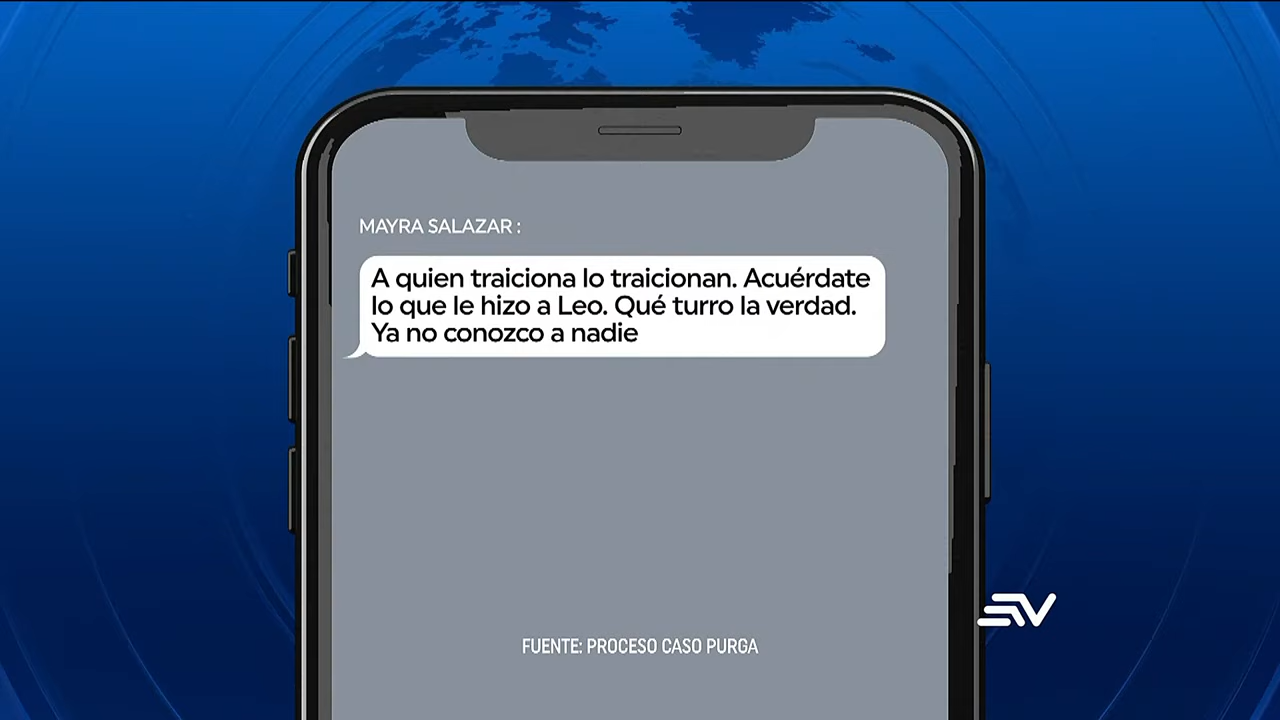 MAYRA SALAZAR :
A quien traiciona lo traicionan. Acuérdate
lo que le hizo a Leo. Qué turro la verdad.
Ya no conozco a nadie
EV
FUENTE: PROCESO CASO PURGA